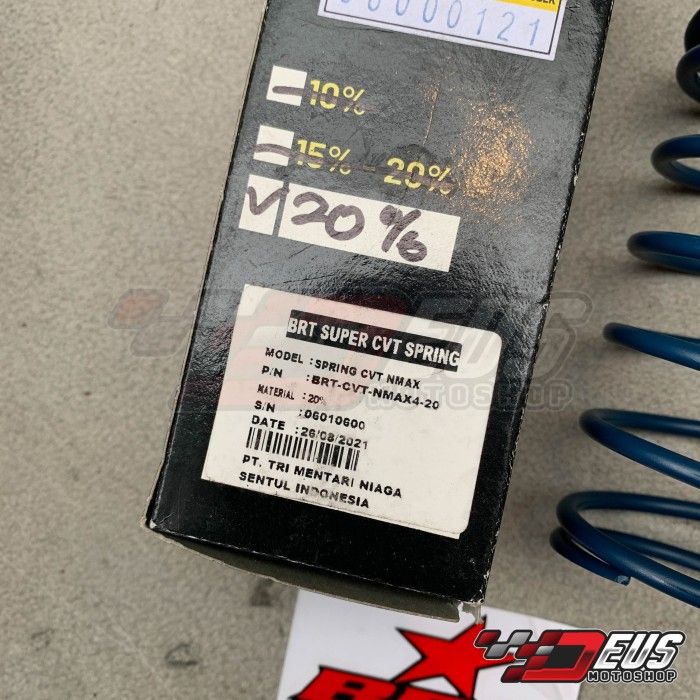 00000121
10%
15% - 20%
√ 20%
BRT SUPER CVT SPRING
MODEL : SPRING CVT NMAX
P/N : BRT-CVT-NMAX4-20
MATERIAL : 20%
S/N : 06010600
DATE : 26/08/2021
PT. TRI MENTARI NIAGA
SENTUL INDONESIA
DEUS
MOTOSHOP
DEUS
MOTOSHOP